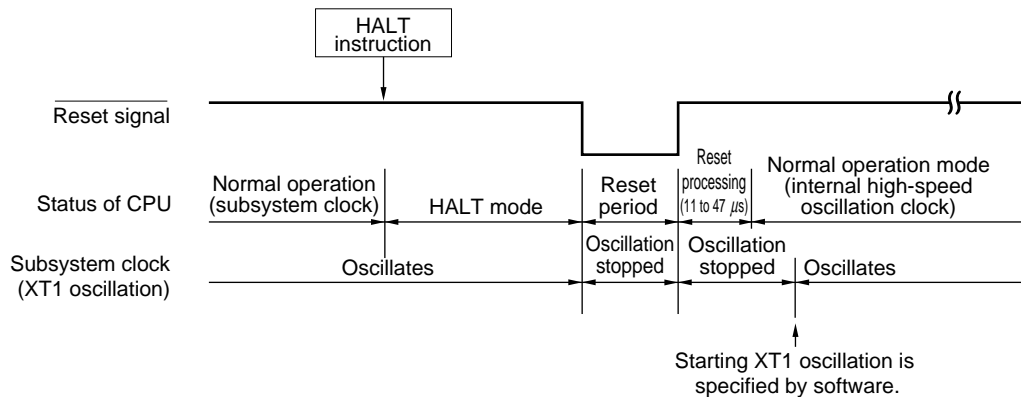 HALT
instruction
Reset signal
Status of CPU
Normal operation
(subsystem clock)
HALT mode
Reset
period
Reset
processing
(11 to 47 μs)
Normal operation mode
(internal high-speed
oscillation clock)
Subsystem clock
(XT1 oscillation)
Oscillates
Oscillation
stopped
Oscillation
stopped
Oscillates
Starting XT1 oscillation is
specified by software.